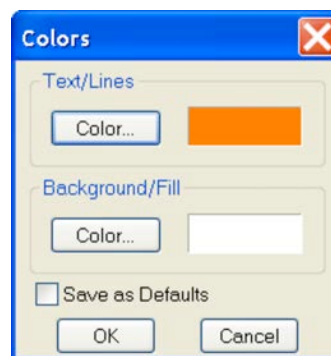 Colors
Text/Lines
Color...
Background/Fill
Color...
Save as Defaults
OK Cancel